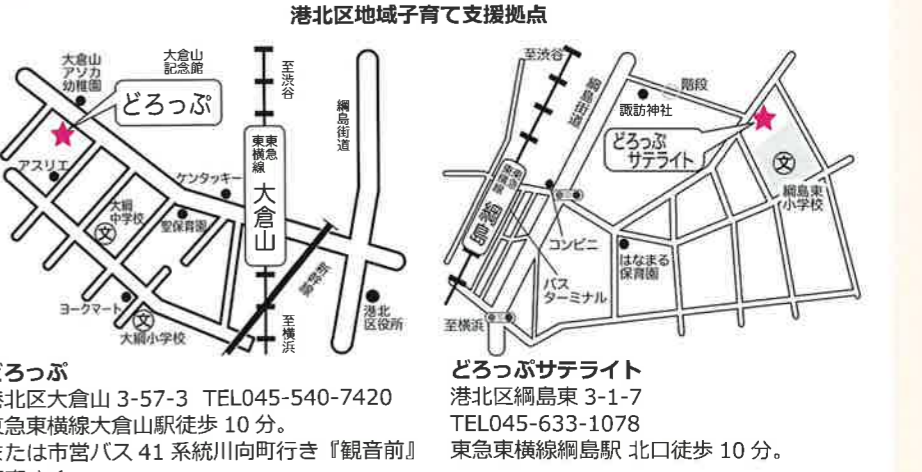 港北区地域子育て支援拠点
大倉山
アソカ
幼稚園
大倉山
記念館
至渋谷
綱島街道
どろっぷ
アスリエ
東急
東横線
大倉山
ケンタッキー
大綱
中学校
文
聖保育園
新幹線
ヨークマート
文
大綱小学校
至横浜
港北
区役所
至渋谷
綱島街道
階段
諏訪神社
どろっぷ
サテライト
文
綱島東
小学校
東急
東横線
綱島
コンビニ
はなまる
保育園
バス
ターミナル
至横浜
どろっぷ
港北区大倉山 3-57-3 TEL045-540-7420
東急東横線大倉山駅徒歩 10 分。
または市営バス 41 系統川向町行き『観音前』
どろっぷサテライト
港北区綱島東 3-1-7
TEL045-633-1078
東急東横線綱島駅 北口徒歩 10 分。